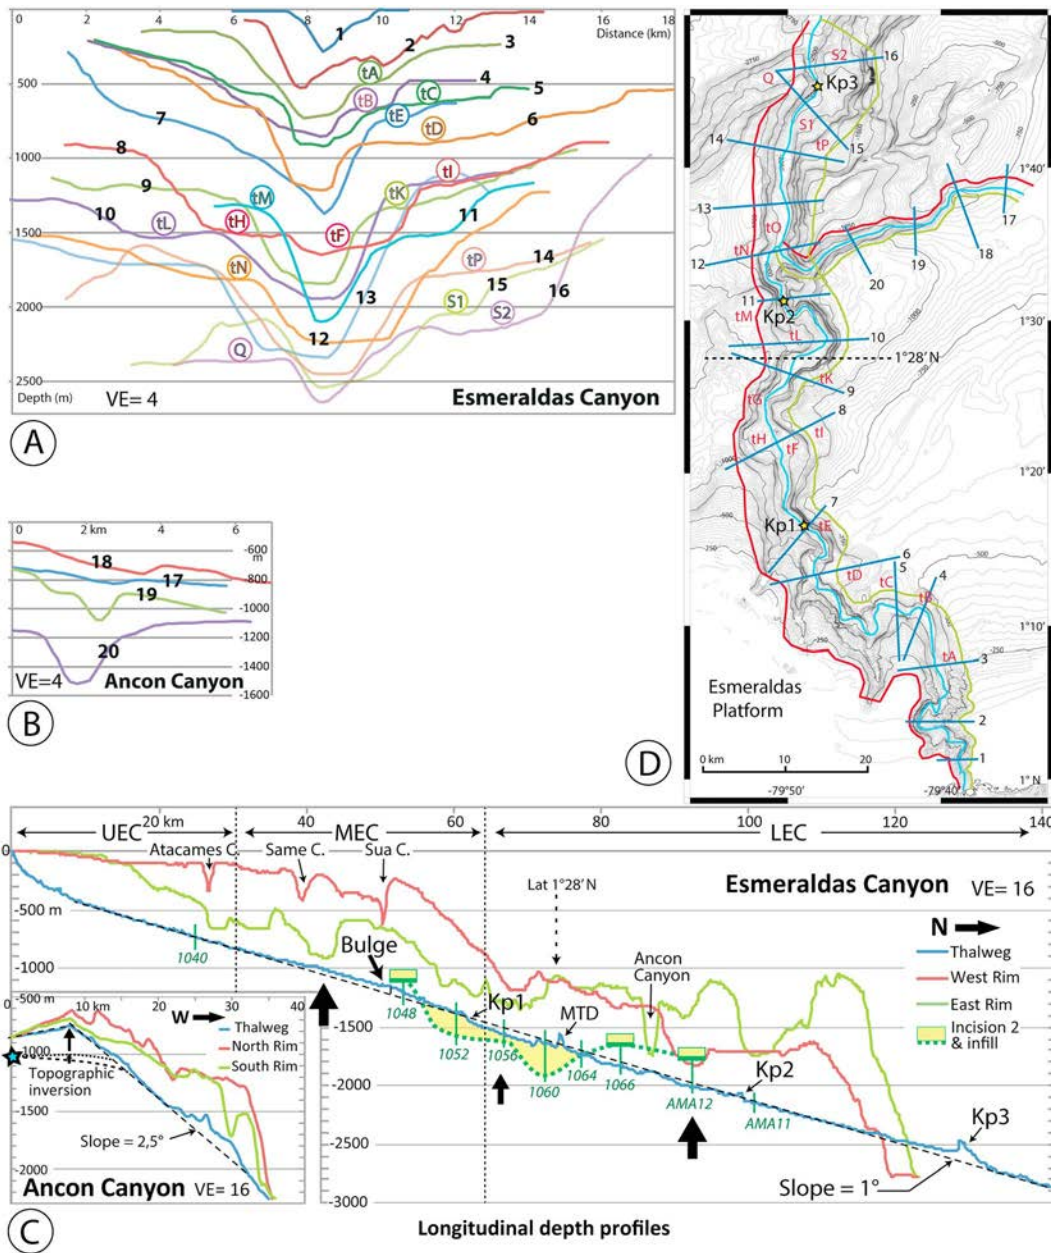 0 2 4 6 8 10 12 14 16 18
Distance (km)
1
2
3
tA
500
4
tB
tC
5
tE
6
7
tD
1000
8
tI
9
tK
tM
10
tL
tH
11
1500
tF
tN
tP
14
13
15
16
2000
S1
S2
12
Q
2500
Depth (m)
VE= 4
Esmeraldas Canyon
A
0 2 km 4 6
-600
m
18
17
-800
19
-1000
-1200
20
-1400
VE=4
Ancon Canyon
-1600
B
S2
16
Q
Kp3
S1
15
14
tP
1°40'
13
tO
17
tN
18
12
19
20
11
Kp2
tM
1°30'
tL
10
1°28' N
tK
9
tG
8
tH
tI
tF
1°20'
7
Kp1
tE
6
5
tD
4
tC
tB
1°10'
tA
3
Esmeraldas
Platform
2
0 km 10 20
1
1° N
-79°50'
-79°40'
D
20 km 40 60 80 100 120 140
UEC
MEC
LEC
0
Atacames C.
Same C.
Sua C.
Lat 1°28' N
Esmeraldas Canyon VE= 16
-500 m
N
Thalweg
West Rim
East Rim
Incision 2
& infill
Bulge
Ancon
Canyon
1040
-1000
1048
Kp1
MTD
-1500
1052
1056
1060
1064
1066
AMA12
AMA11
Kp2
-2000
-2500
Kp3
Slope = 1°
-3000
-500 m
0 10 km 20 30 40
W
Thalweg
North Rim
South Rim
-1000
Topographic
inversion
-1500
Slope = 2,5°
-2000
Ancon Canyon VE= 16
C
Longitudinal depth profiles